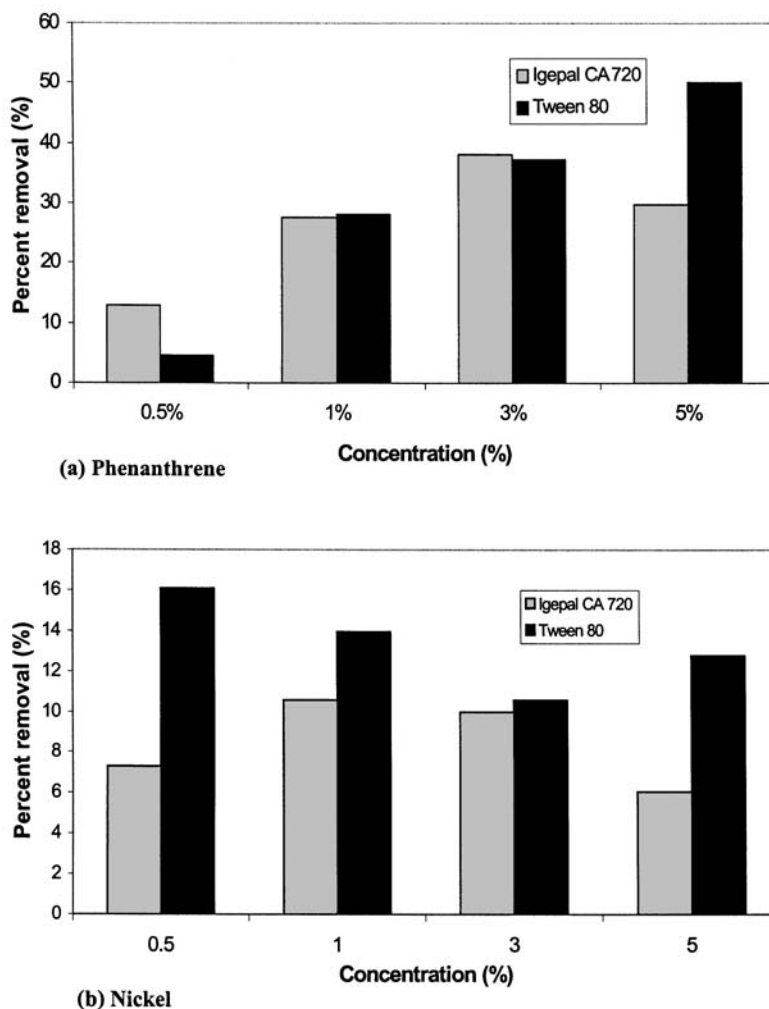 60
50
40
30
20
10
0
Percent removal (%)
Igepal CA 720
Tween 80
0.5% 1% 3% 5%
Concentration (%)
(a) Phenanthrene
18
16
14
12
10
8
6
4
2
0
Percent removal (%)
Igepal CA 720
Tween 80
0.5 1 3 5
Concentration (%)
(b) Nickel